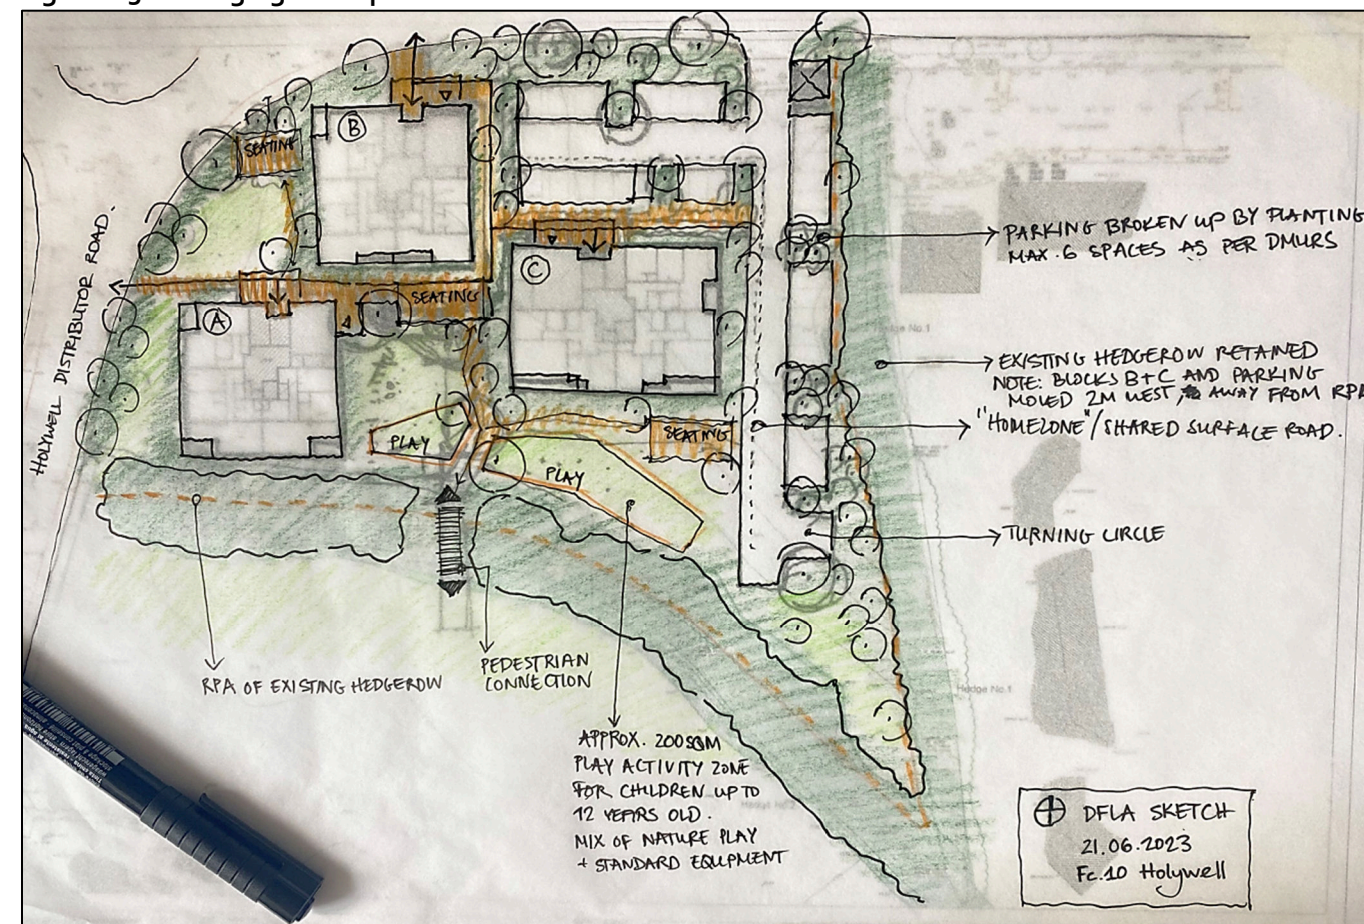 HOLYWELL DISTRIBUTOR ROAD.
SEATING
B
A
SEATING
C
PLAY
PLAY
SEATING
PARKING BROKEN UP BY PLANTING
MAX. 6 SPACES AS PER DMURS
Hedge No.1
EXISTING HEDGEROW RETAINED
NOTE: BLOCKS B+C AND PARKING
MOVED 2M WEST, AWAY FROM RPA
"HOMEZONE"/SHARED SURFACE ROAD.
TURNING CIRCLE
RPA OF EXISTING HEDGEROW
PEDESTRIAN
CONNECTION
Hedge No.1
APPROX. 200SQM
PLAY ACTIVITY ZONE
FOR CHILDREN UP TO
12 YEARS OLD.
MIX OF NATURE PLAY
+ STANDARD EQUIPMENT
DFLA SKETCH
21.06.2023
Fc.10 Holywell